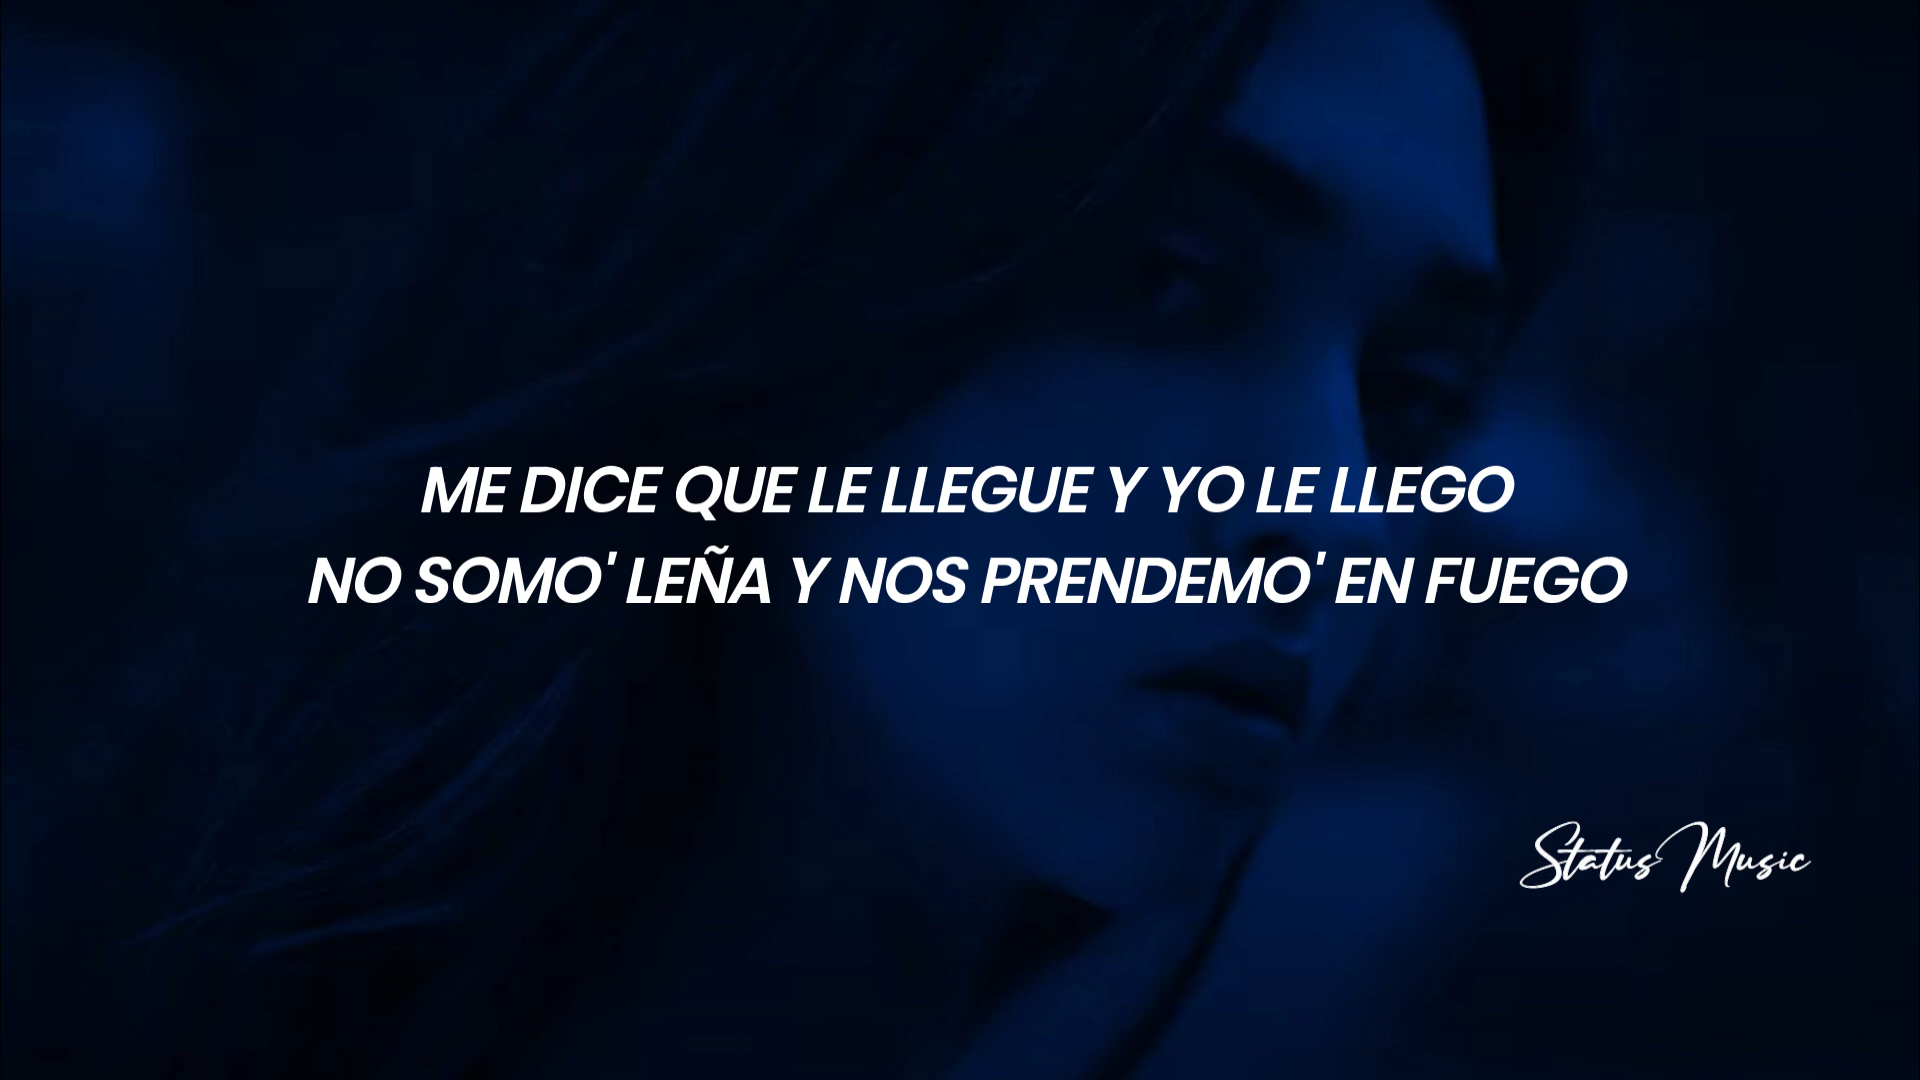 ME DICE QUE LE LLEGUE Y YO LE LLEGO
NO SOMO' LEÑA Y NOS PRENDEMO' EN FUEGO
Status Music